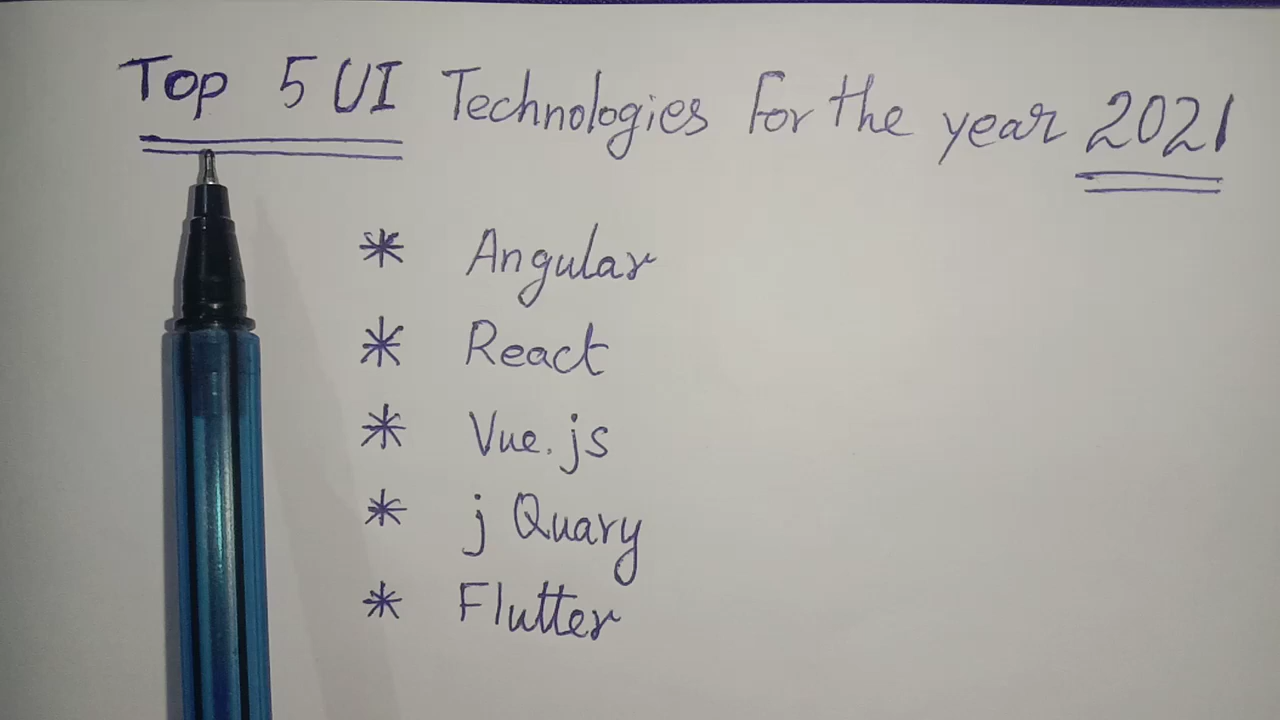 Top 5 UI Technologies For the year 2021
* Angular
* React
* Vue.js
* j Quary
* Flutter